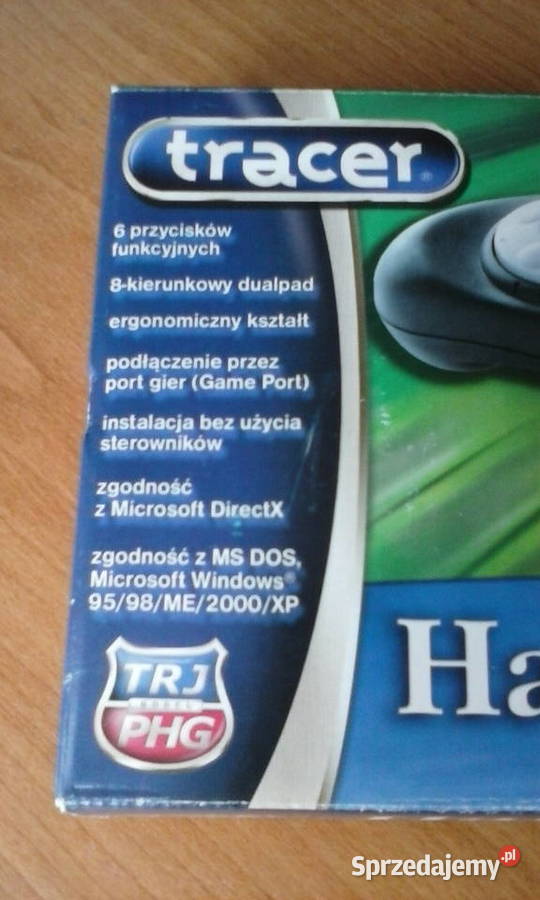 tracer®
6 przycisków
funkcyjnych
8-kierunkowy dualpad
ergonomiczny kształt
podłączenie przez
port gier (Game Port)
instalacja bez użycia
sterowników
zgodność
z Microsoft DirectX
zgodność z MS DOS,
Microsoft Windows®
95/98/ME/2000/XP
TRJ
MODEL
PHG
Ha
Sprzedajemy.pl